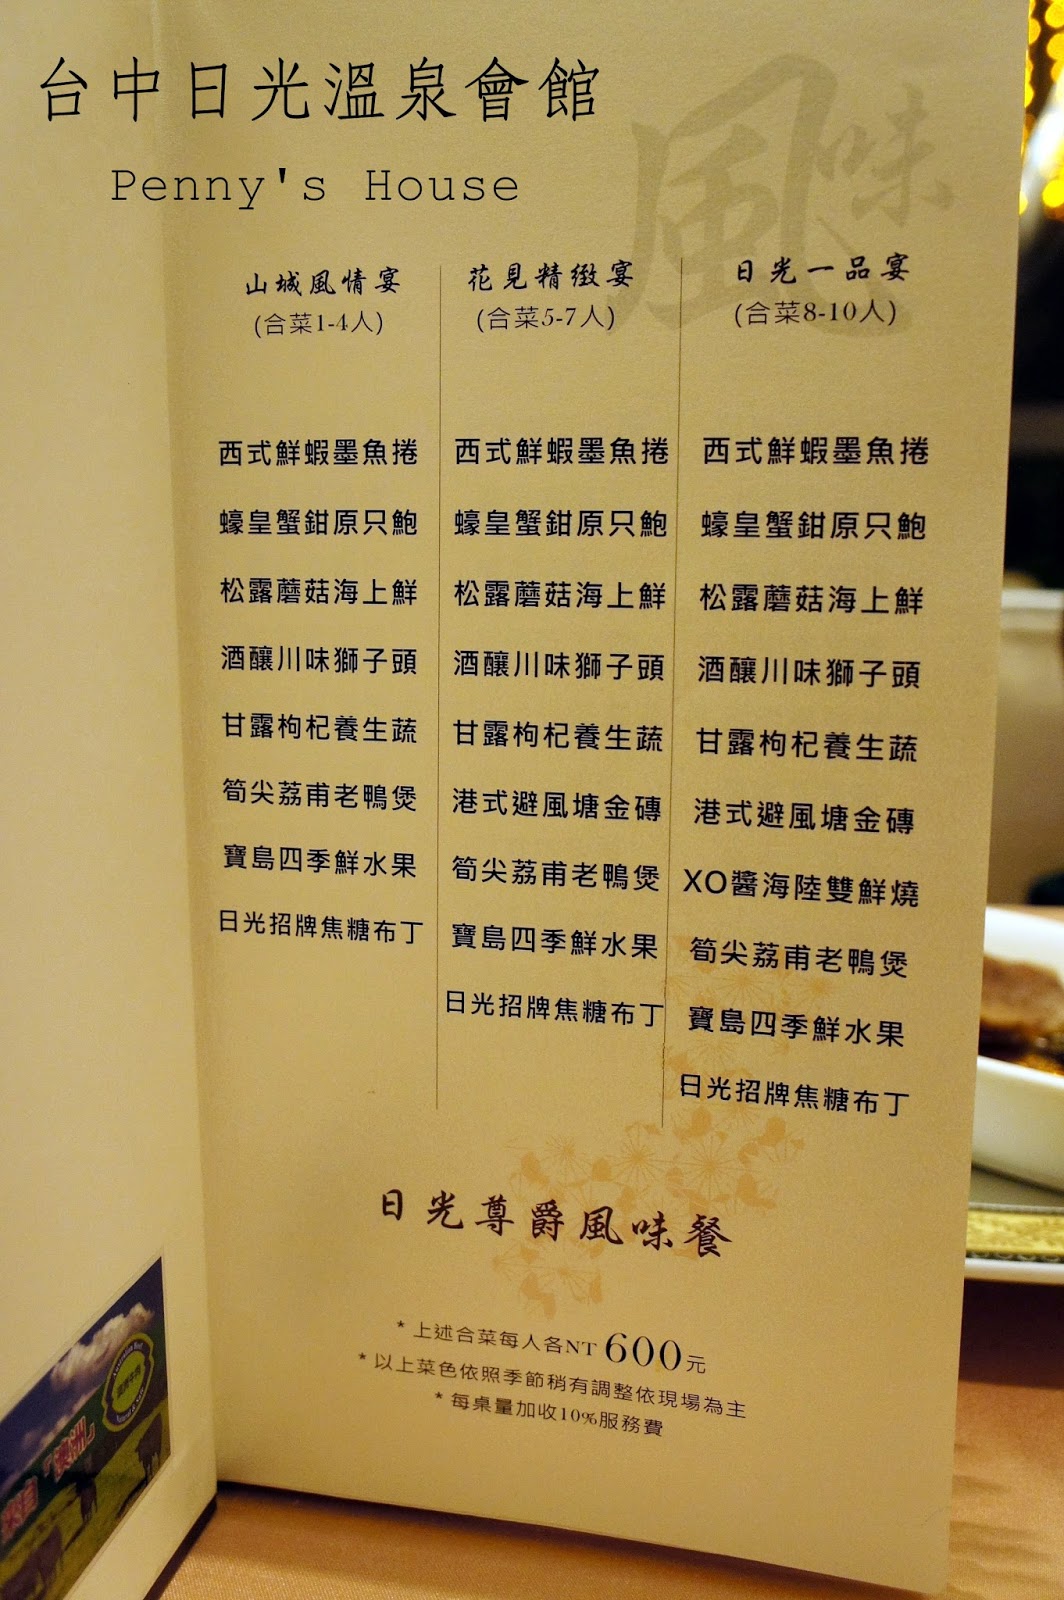 台中日光溫泉會館
Penny's House
風味
山城風情宴
(合菜1-4人)
西式鮮蝦墨魚捲
蠔皇蟹鉗原只鮑
松露蘑菇海上鮮
酒釀川味獅子頭
甘露枸杞養生蔬
筍尖荔甫老鴨煲
寶島四季鮮水果
日光招牌焦糖布丁
花見精緻宴
(合菜5-7人)
西式鮮蝦墨魚捲
蠔皇蟹鉗原只鮑
松露蘑菇海上鮮
酒釀川味獅子頭
甘露枸杞養生蔬
港式避風塘金磚
筍尖荔甫老鴨煲
寶島四季鮮水果
日光招牌焦糖布丁
日光一品宴
(合菜8-10人)
西式鮮蝦墨魚捲
蠔皇蟹鉗原只鮑
松露蘑菇海上鮮
酒釀川味獅子頭
甘露枸杞養生蔬
港式避風塘金磚
XO醬海陸雙鮮燒
筍尖荔甫老鴨煲
寶島四季鮮水果
日光招牌焦糖布丁
日光尊爵風味餐
* 上述合菜每人各NT 600元
* 以上菜色依照季節稍有調整依現場為主
* 每桌量加收10%服務費
「澳洲」